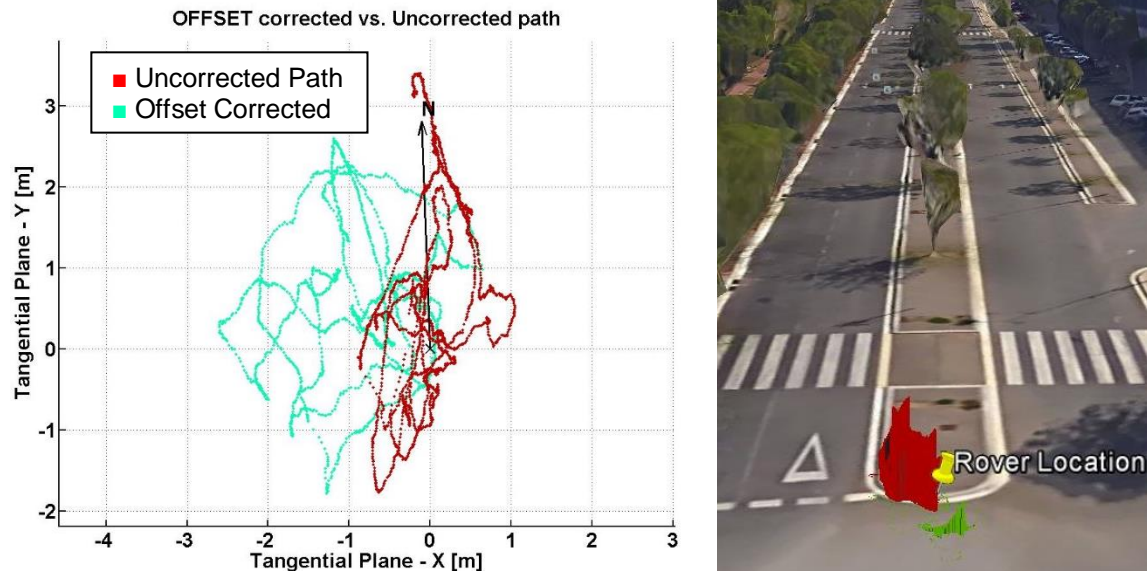 OFFSET corrected vs. Uncorrected path
Uncorrected Path
Offset Corrected
N
3
2
1
0
-1
-2
-4
-3
-2
-1
0
1
2
3
Tangential Plane - Y [m]
Tangential Plane - X [m]
Rover Location